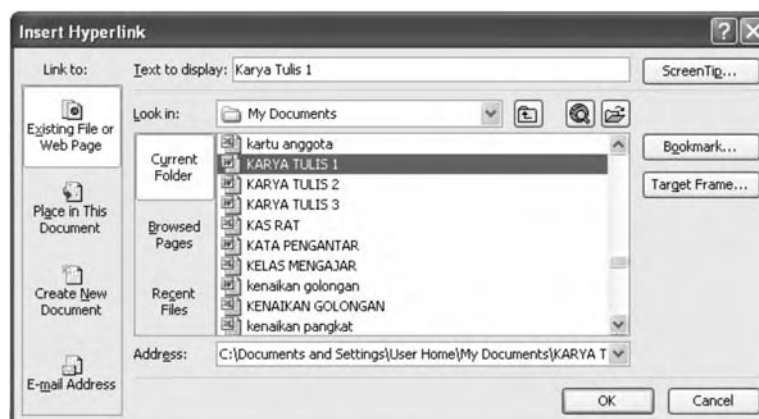 Insert Hyperlink
Link to:
Text to display: Karya Tulis 1
ScreenTip...
Existing File or
Web Page
Place in This
Document
Create New
Document
E-mail Address
Look in: My Documents
Current
Folder
Browsed
Pages
Recent
Files
kartu anggota
KARYA TULIS 1
KARYA TULIS 2
KARYA TULIS 3
KAS RAT
KATA PENGANTAR
KELAS MENGAJAR
kenaikan golongan
KENAIKAN GOLONGAN
kenaikan pangkat
Bookmark...
Target Frame...
Address: C:\Documents and Settings\User Home\My Documents\KARYA T
OK
Cancel